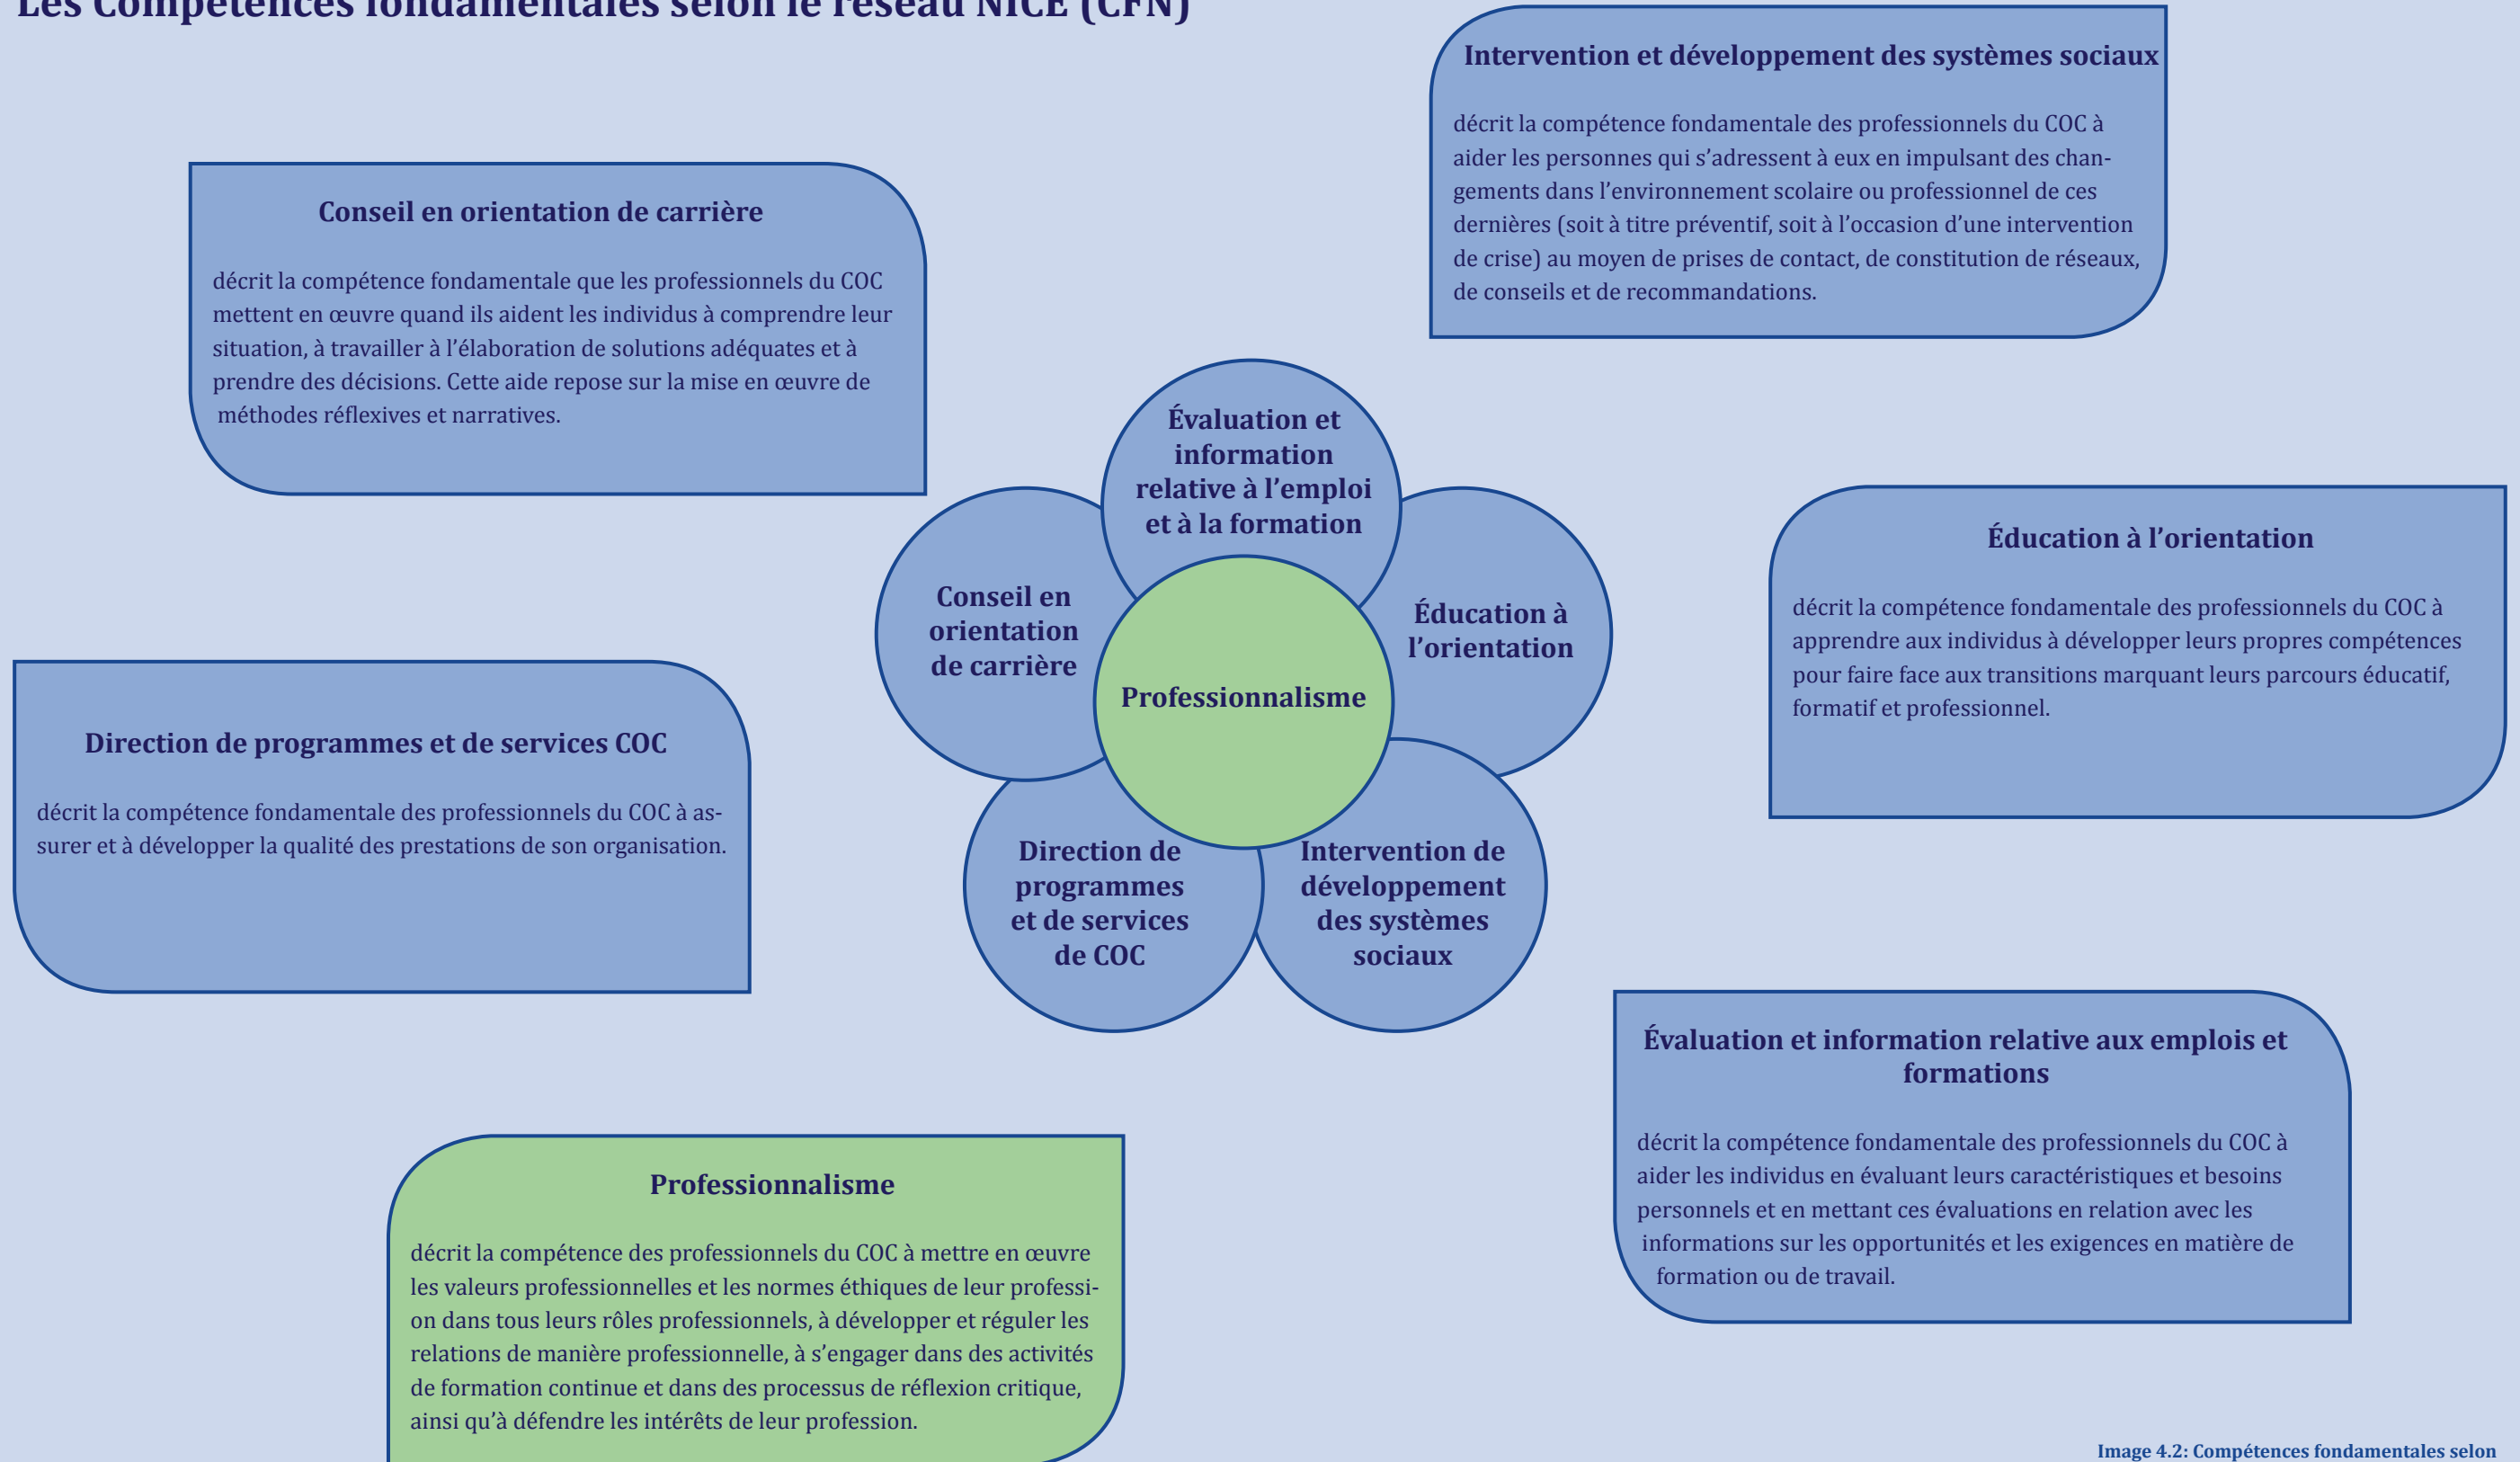 Les Compétences fondamentales selon le réseau NICE (CFN)
Intervention et développement des systèmes sociaux
décrit la compétence fondamentale des professionnels du COC à
aider les personnes qui s’adressent à eux en impulsant des chan-
gements dans l’environnement scolaire ou professionnel de ces
dernières (soit à titre préventif, soit à l’occasion d’une intervention
de crise) au moyen de prises de contact, de constitution de réseaux,
de conseils et de recommandations.
Conseil en orientation de carrière
décrit la compétence fondamentale que les professionnels du COC
mettent en œuvre quand ils aident les individus à comprendre leur
situation, à travailler à l’élaboration de solutions adéquates et à
prendre des décisions. Cette aide repose sur la mise en œuvre de
méthodes réflexives et narratives.
Évaluation et
information
relative à l’emploi
et à la formation
Conseil en
orientation
de carrière
Éducation à
l’orientation
Professionnalisme
Direction de
programmes
et de services
de COC
Intervention de
développement
des systèmes
sociaux
Éducation à l’orientation
décrit la compétence fondamentale des professionnels du COC à
apprendre aux individus à développer leurs propres compétences
pour faire face aux transitions marquant leurs parcours éducatif,
formatif et professionnel.
Direction de programmes et de services COC
décrit la compétence fondamentale des professionnels du COC à as-
surer et à développer la qualité des prestations de son organisation.
Évaluation et information relative aux emplois et
formations
décrit la compétence fondamentale des professionnels du COC à
aider les individus en évaluant leurs caractéristiques et besoins
personnels et en mettant ces évaluations en relation avec les
informations sur les opportunités et les exigences en matière de
formation ou de travail.
Professionnalisme
décrit la compétence des professionnels du COC à mettre en œuvre
les valeurs professionnelles et les normes éthiques de leur professi-
on dans tous leurs rôles professionnels, à développer et réguler les
relations de manière professionnelle, à s’engager dans des activités
de formation continue et dans des processus de réflexion critique,
ainsi qu’à défendre les intérêts de leur profession.
Image 4.2: Compétences fondamentales selon